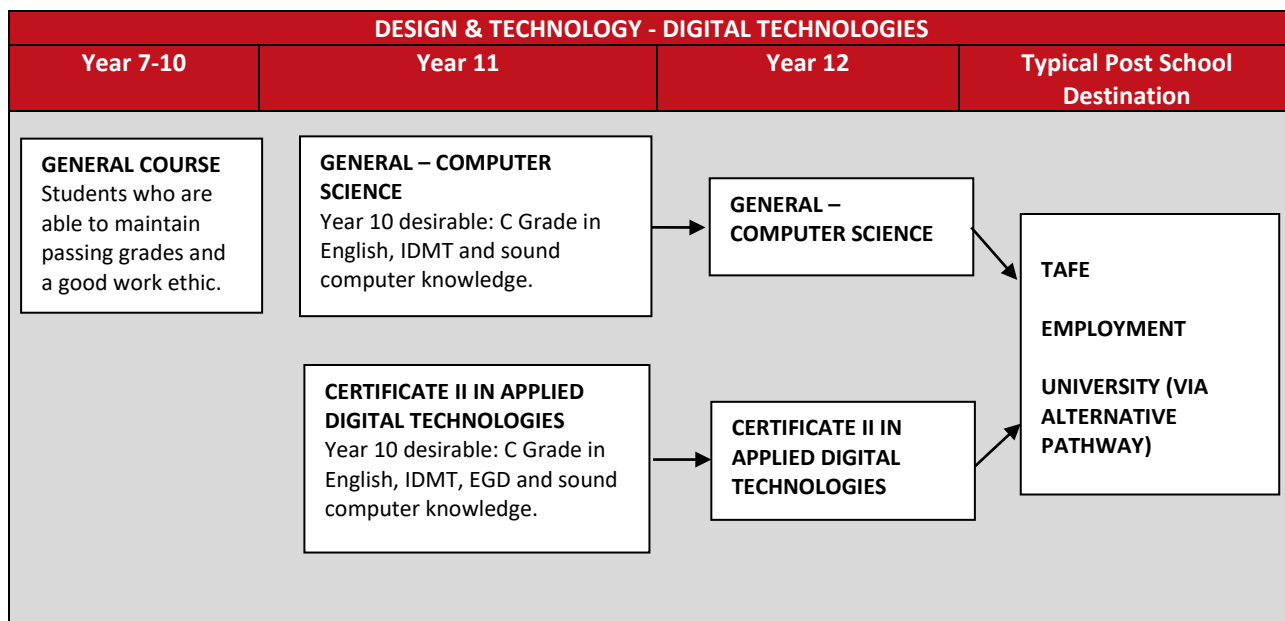 DESIGN & TECHNOLOGY - DIGITAL TECHNOLOGIES
Year 7-10
Year 11
Year 12
Typical Post School
Destination
GENERAL COURSE
Students who are
able to maintain
passing grades and
a good work ethic.
GENERAL – COMPUTER
SCIENCE
Year 10 desirable: C Grade in
English, IDMT and sound
computer knowledge.
GENERAL –
COMPUTER SCIENCE
CERTIFICATE II IN APPLIED
DIGITAL TECHNOLOGIES
Year 10 desirable: C Grade in
English, IDMT, EGD and sound
computer knowledge.
CERTIFICATE II IN
APPLIED DIGITAL
TECHNOLOGIES
TAFE
EMPLOYMENT
UNIVERSITY (VIA
ALTERNATIVE
PATHWAY)